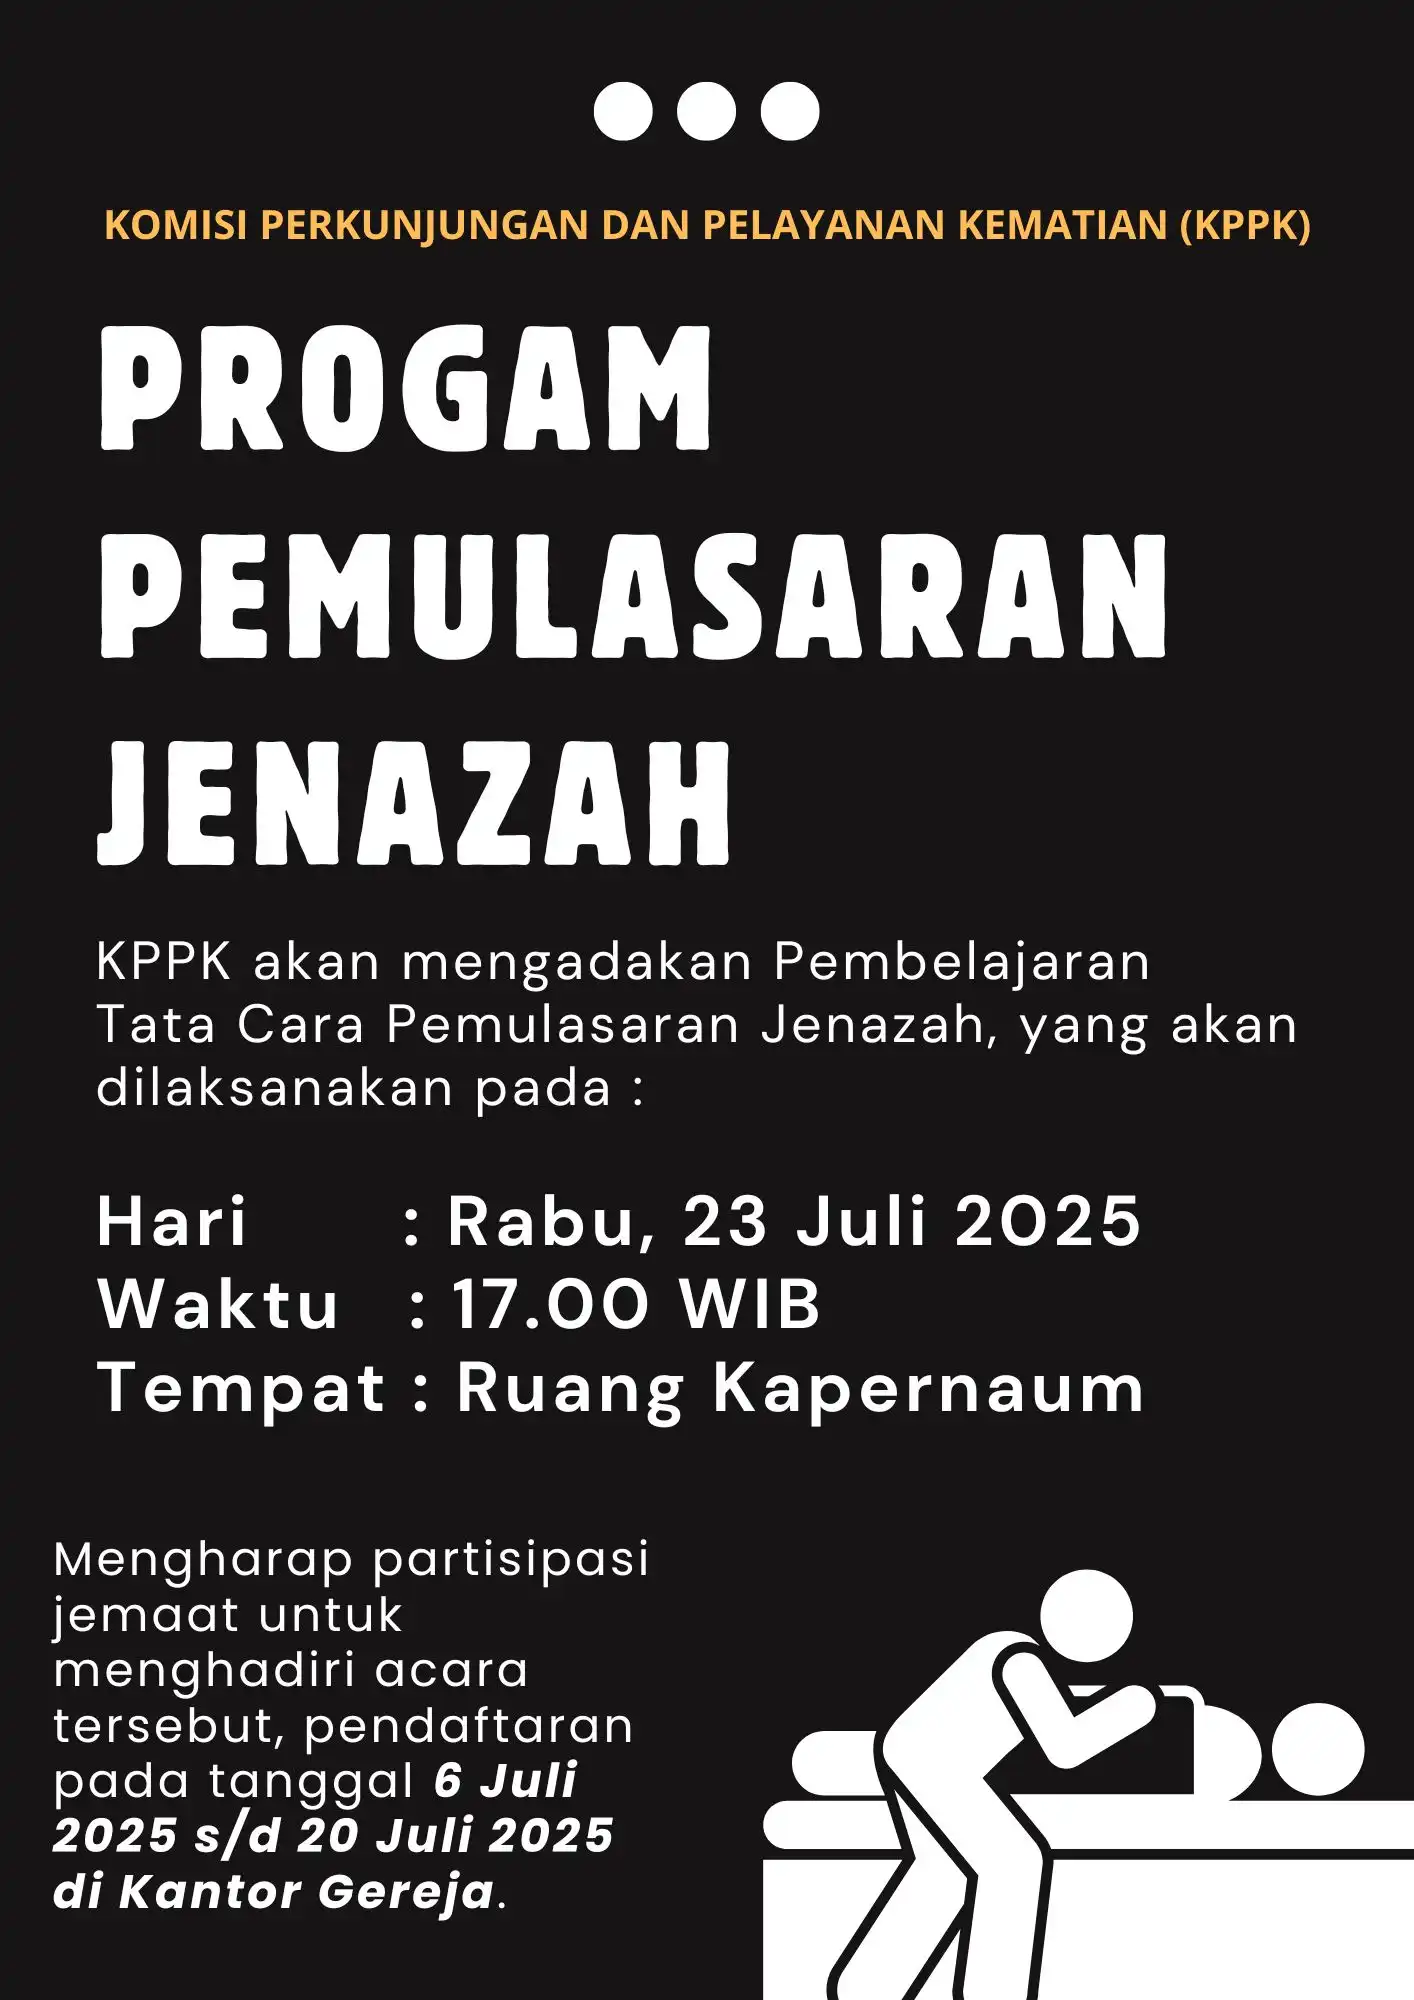 KOMISI PERKUNJUNGAN DAN PELAYANAN KEMATIAN (KPPK)
PROGAM
PEMULASARAN
JENAZAH
KPPK akan mengadakan Pembelajaran
Tata Cara Pemulasaran Jenazah, yang akan
dilaksanakan pada :
Hari : Rabu, 23 Juli 2025
Waktu : 17.00 WIB
Tempat : Ruang Kapernaum
Mengharap partisipasi
jemaat untuk
menghadiri acara
tersebut, pendaftaran
pada tanggal 6 Juli
2025 s/d 20 Juli 2025
di Kantor Gereja.